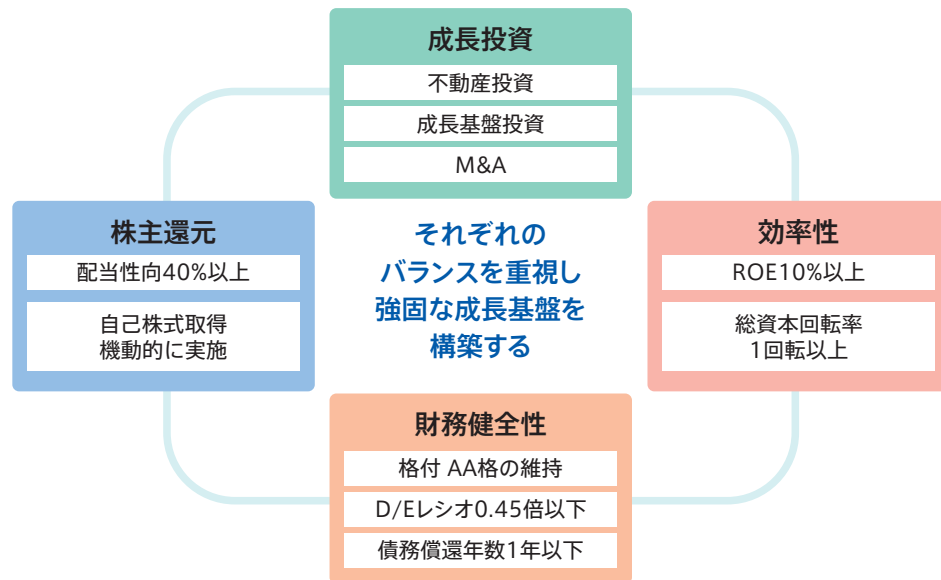 成長投資
不動産投資
成長基盤投資
M&A
株主還元
配当性向40%以上
自己株式取得
機動的に実施
それぞれの
バランスを重視し
強固な成長基盤を
構築する
効率性
ROE10%以上
総資本回転率
1回転以上
財務健全性
格付 AA格の維持
D/Eレシオ0.45倍以下
債務償還年数1年以下